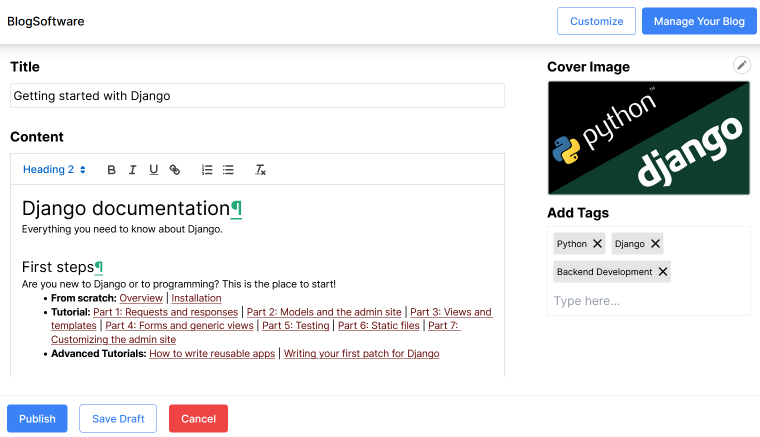 BlogSoftware
Customize
Manage Your Blog
Title
Getting started with Django
Content
Heading 2
B I U
Django documentation¶
Everything you need to know about Django.
First steps¶
Are you new to Django or to programming? This is the place to start!
• From scratch: Overview | Installation
• Tutorial: Part 1: Requests and responses | Part 2: Models and the admin site | Part 3: Views and
templates | Part 4: Forms and generic views | Part 5: Testing | Part 6: Static files | Part 7:
Customizing the admin site
• Advanced Tutorials: How to write reusable apps | Writing your first patch for Django
Cover Image
python™
django
Add Tags
Python
Django
Backend Development
Type here...
Publish
Save Draft
Cancel